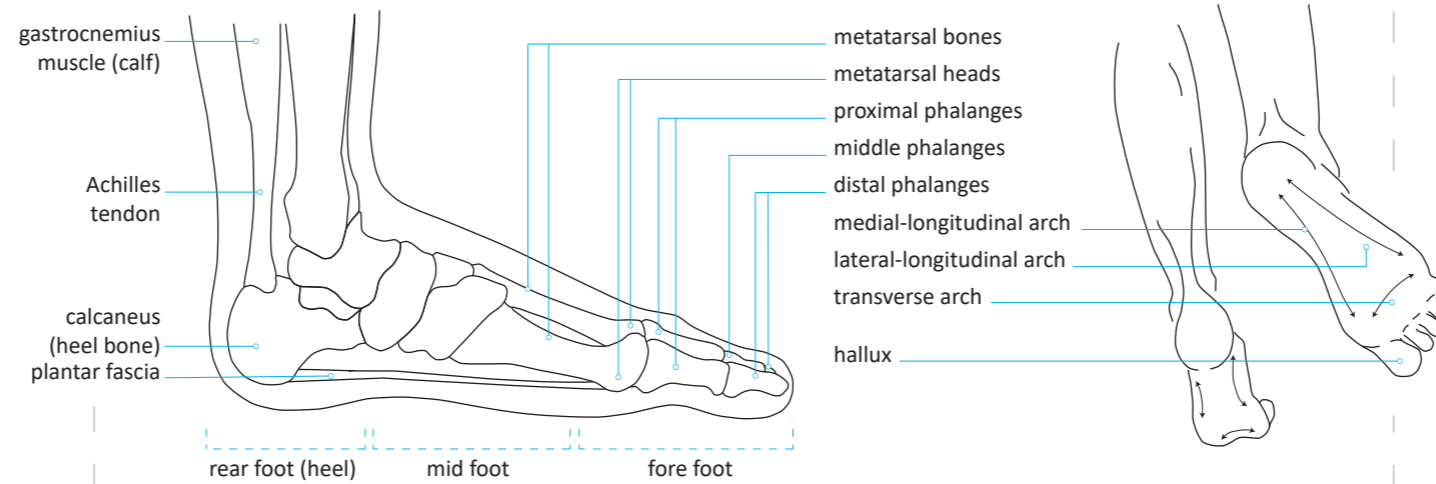 gastrocnemius
muscle (calf)
Achilles
tendon
calcaneus
(heel bone)
plantar fascia
metatarsal bones
metatarsal heads
proximal phalanges
middle phalanges
distal phalanges
medial-longitudinal arch
lateral-longitudinal arch
transverse arch
hallux
rear foot (heel)
mid foot
fore foot